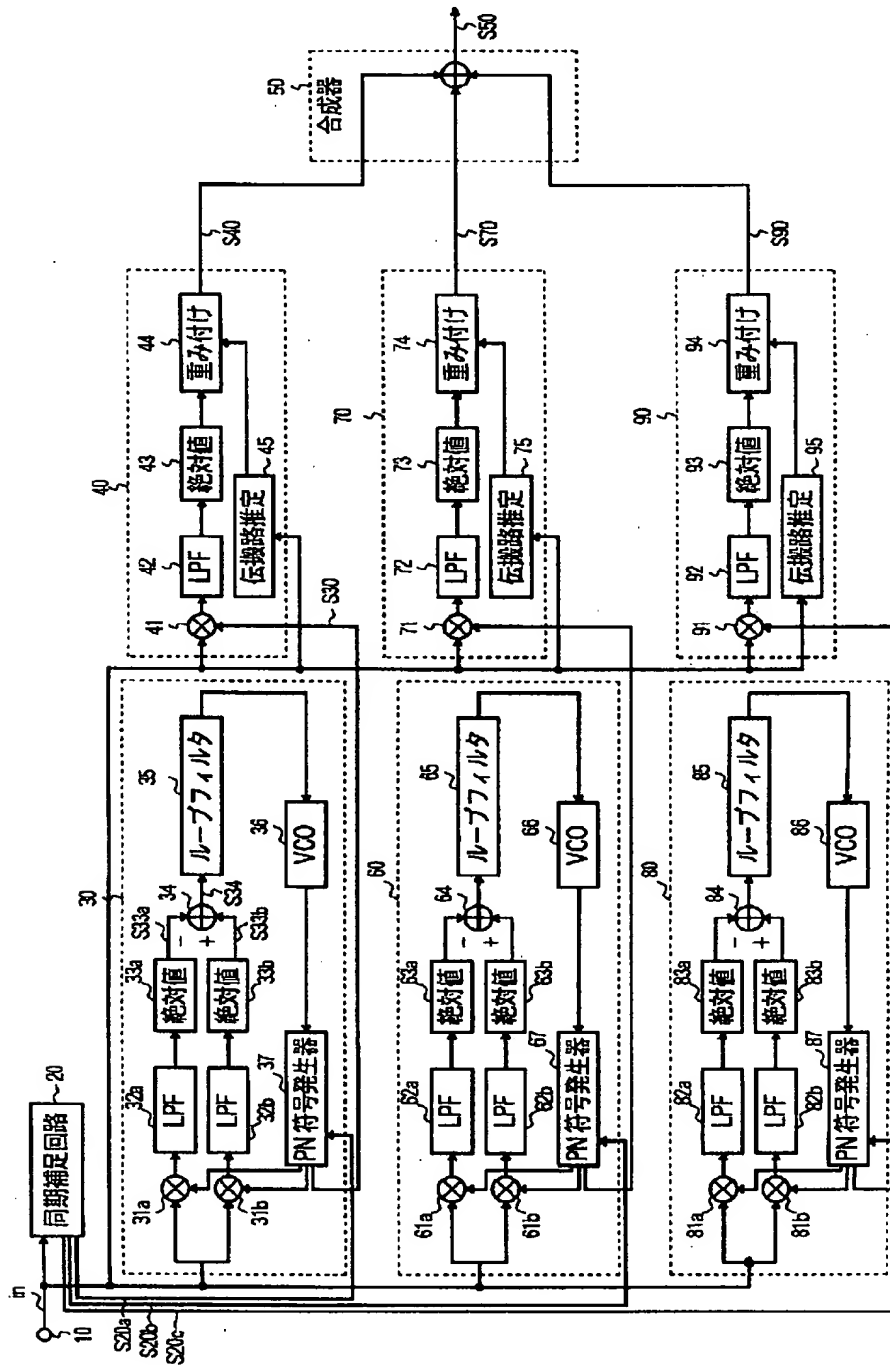 in
10
S20a
S20b
S20c
20
同期補足回路
30
31a
31b
32a
LPF
32b
LPF
33a
絶対値
33b
絶対値
S33a
S33b
−
+
34
S34
35
ループフィルタ
36
VCO
37
PN符号発生器
S30
40
41
42
LPF
43
絶対値
44
重み付け
45
伝搬路推定
S40
50
合成器
S50
60
61a
61b
62a
LPF
62b
LPF
63a
絶対値
63b
絶対値
−
+
64
65
ループフィルタ
66
VCO
67
PN符号発生器
70
71
72
LPF
73
絶対値
74
重み付け
75
伝搬路推定
S70
80
81a
81b
82a
LPF
82b
LPF
83a
絶対値
83b
絶対値
−
+
84
85
ループフィルタ
86
VCO
87
PN符号発生器
90
91
92
LPF
93
絶対値
94
重み付け
95
伝搬路推定
S90